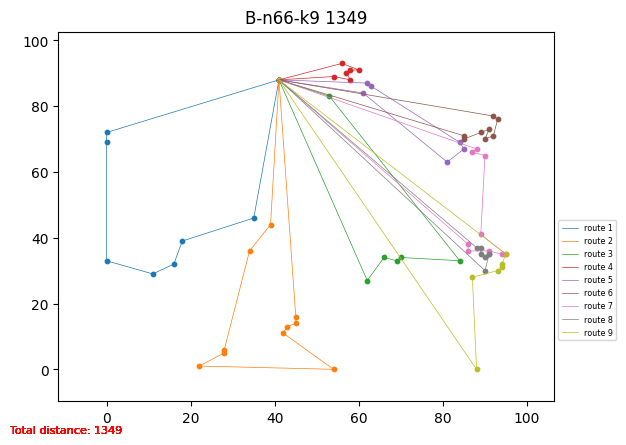 B-n66-k9 1349
100
80
60
40
20
0
0 20 40 60 80 100
route 1
route 2
route 3
route 4
route 5
route 6
route 7
route 8
route 9
Total distance: 1349